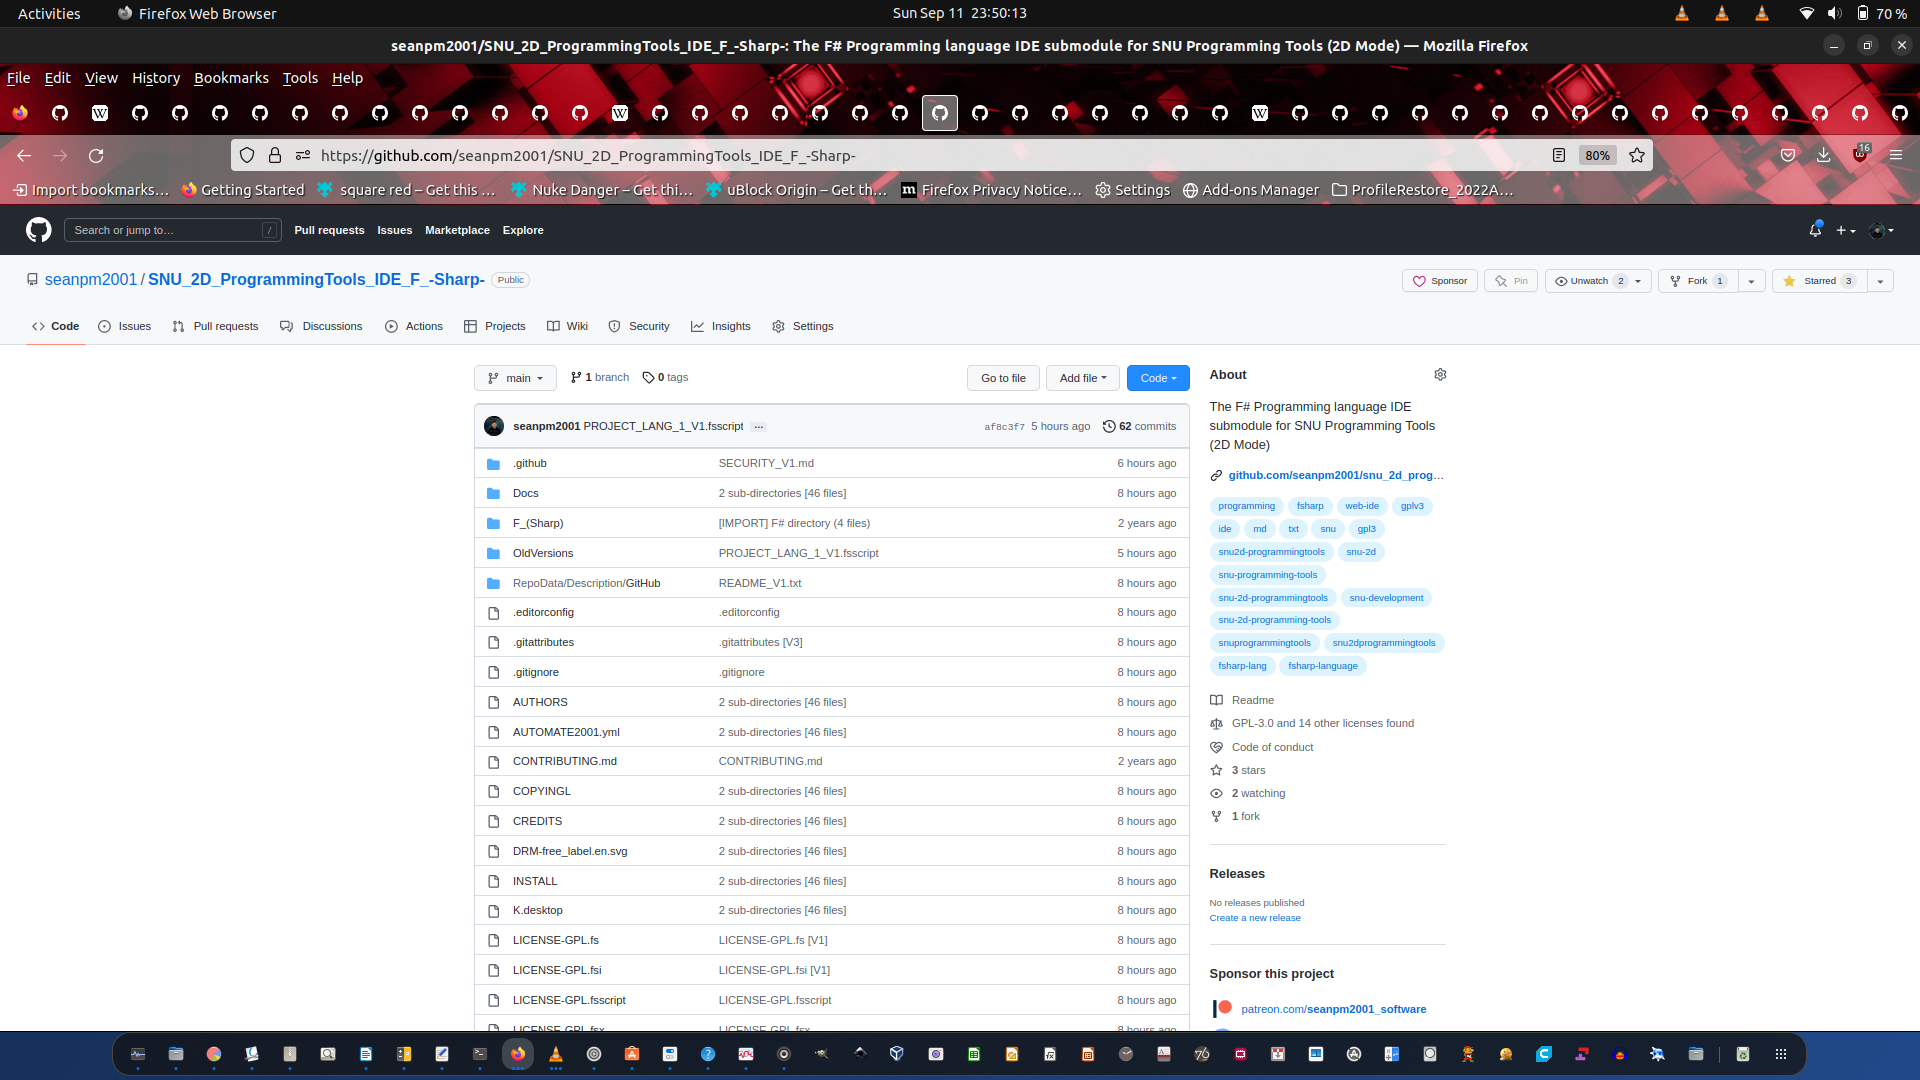 Activities
Firefox Web Browser
Sun Sep 11 23:50:13
70 %
seanpm2001/SNU_2D_ProgrammingTools_IDE_F_-Sharp-: The F# Programming language IDE submodule for SNU Programming Tools (2D Mode) — Mozilla Firefox
File Edit View History Bookmarks Tools Help
https://github.com/seanpm2001/SNU_2D_ProgrammingTools_IDE_F_-Sharp-
80%
16
Import bookmarks… Getting Started square red – Get this … Nuke Danger – Get thi… uBlock Origin – Get th… Firefox Privacy Notice… Settings Add-ons Manager ProfileRestore_2022A…
Search or jump to… /
Pull requests Issues Marketplace Explore
seanpm2001 / SNU_2D_ProgrammingTools_IDE_F_-Sharp- Public
Sponsor Pin Unwatch 2 Fork 1 Starred 3
Code Issues Pull requests Discussions Actions Projects Wiki Security Insights Settings
main 1 branch 0 tags Go to file Add file Code
seanpm2001 PROJECT_LANG_1_V1.fsscript … af8c3f7 5 hours ago 62 commits
.github SECURITY_V1.md 6 hours ago
Docs 2 sub-directories [46 files] 8 hours ago
F_(Sharp) [IMPORT] F# directory (4 files) 2 years ago
OldVersions PROJECT_LANG_1_V1.fsscript 5 hours ago
RepoData/Description/GitHub README_V1.txt 8 hours ago
.editorconfig .editorconfig 8 hours ago
.gitattributes .gitattributes [V3] 8 hours ago
.gitignore .gitignore 8 hours ago
AUTHORS 2 sub-directories [46 files] 8 hours ago
AUTOMATE2001.yml 2 sub-directories [46 files] 8 hours ago
CONTRIBUTING.md CONTRIBUTING.md 2 years ago
COPYINGL 2 sub-directories [46 files] 8 hours ago
CREDITS 2 sub-directories [46 files] 8 hours ago
DRM-free_label.en.svg 2 sub-directories [46 files] 8 hours ago
INSTALL 2 sub-directories [46 files] 8 hours ago
K.desktop 2 sub-directories [46 files] 8 hours ago
LICENSE-GPL.fs LICENSE-GPL.fs [V1] 8 hours ago
LICENSE-GPL.fsi LICENSE-GPL.fsi [V1] 8 hours ago
LICENSE-GPL.fsscript LICENSE-GPL.fsscript 8 hours ago
LICENSE-GPL.fsx LICENSE-GPL.fsx 8 hours ago
About
The F# Programming language IDE
submodule for SNU Programming Tools
(2D Mode)
github.com/seanpm2001/snu_2d_prog…
programming fsharp web-ide gplv3
ide md txt snu gpl3
snu2d-programmingtools snu-2d
snu-programming-tools
snu-2d-programmingtools snu-development
snu-2d-programming-tools
snuprogrammingtools snu2dprogrammingtools
fsharp-lang fsharp-language
Readme
GPL-3.0 and 14 other licenses found
Code of conduct
3 stars
2 watching
1 fork
Releases
No releases published
Create a new release
Sponsor this project
patreon.com/seanpm2001_software